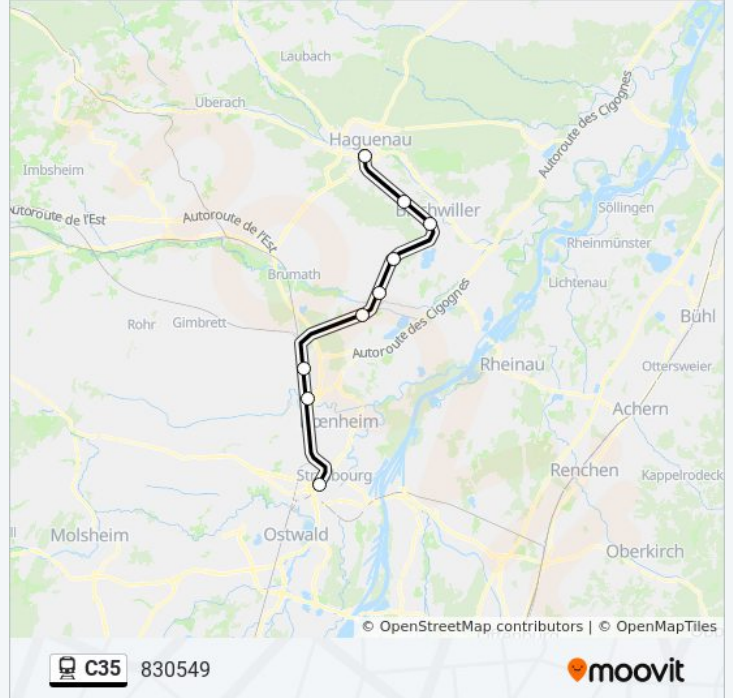 Laubach
Uberach
Haguenau
Autoroute des Cigognes
Imbsheim
Autoroute de l'Est
Autoroute de l'Est
Söllingen
Rheinmünster
Brumath
Lichtenau
Autoroute des Cigognes
Rohr
Gimbrett
Bühl
Rheinau
Ottersweier
Achern
Renchen
Kappelrodeck
Molsheim
Ostwald
Oberkirch
© OpenStreetMap contributors | © OpenMapTiles
C35 830549
moovit